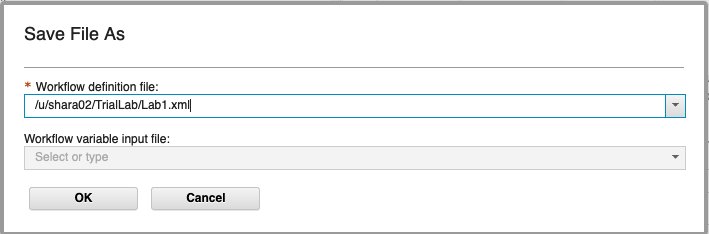 Save File As
* Workflow definition file:
/u/shara02/TrialLab/Lab1.xml
Workflow variable input file:
Select or type
OK Cancel